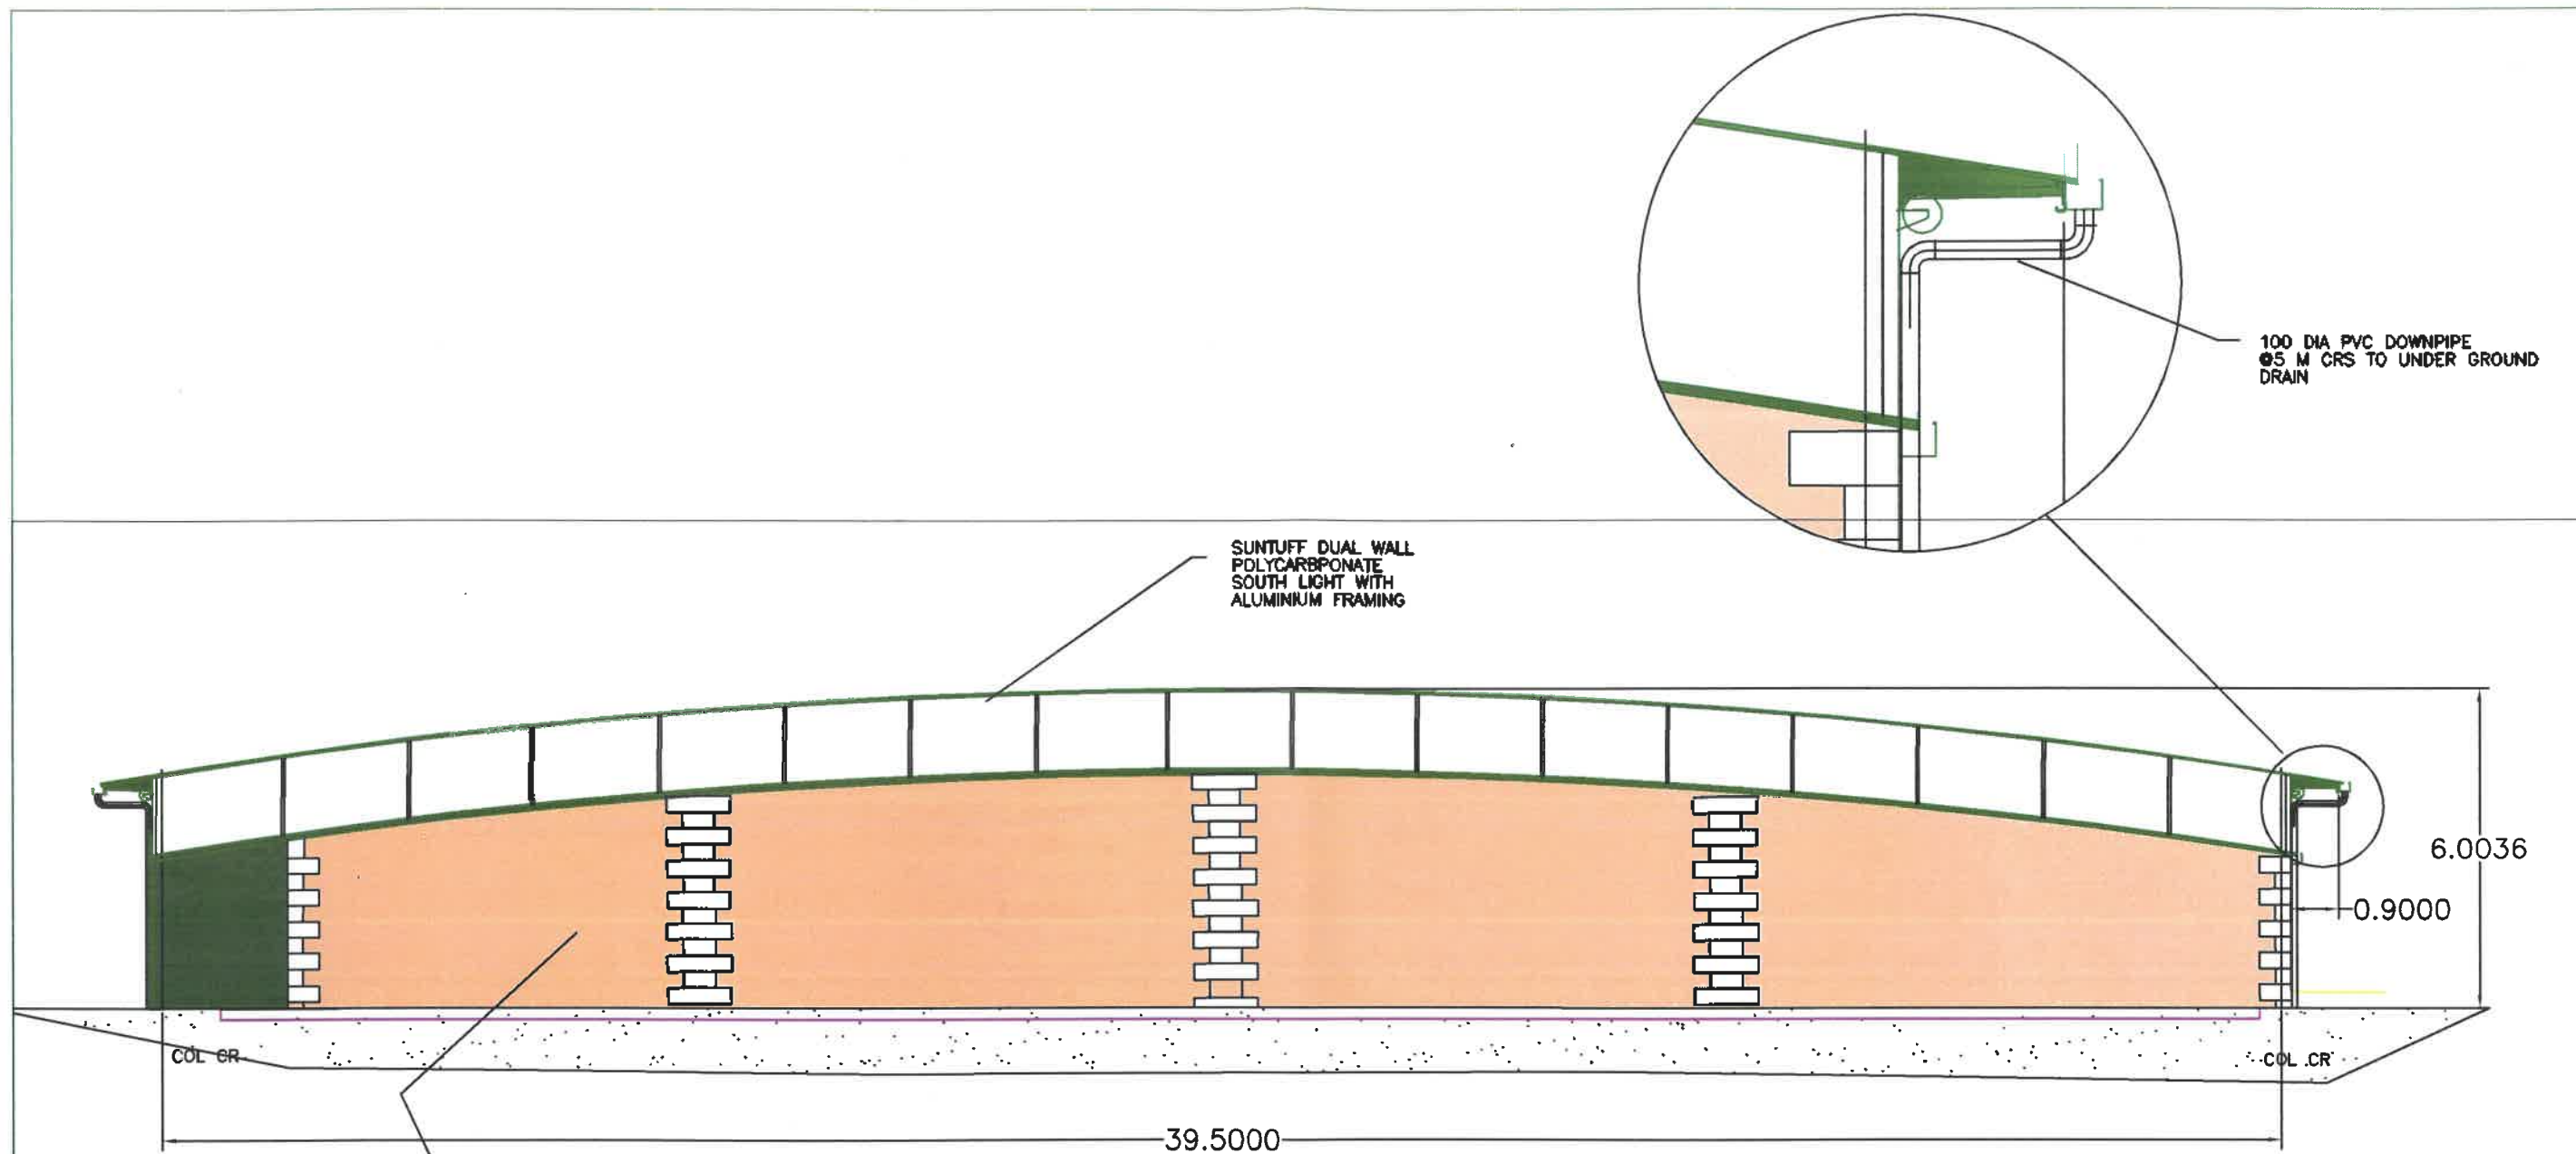 100 DIA PVC DOWNPIPE
@5 M CRS TO UNDER GROUND
DRAIN
SUNTUFF DUAL WALL
POLYCARBPONATE
SOUTH LIGHT WITH
ALUMINIUM FRAMING
6.0036
0.9000
COL CR
COL CR
39.5000